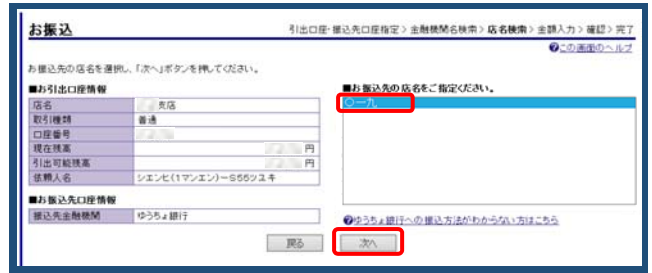 お振込
引出口座・振込先口座指定＞金融機関名検索＞店名検索＞金額入力＞確認＞完了
❷この画面のヘルプ
お振込先の店名を選択し、「次へ」ボタンを押してください。
■お引出口座情報
店名 支店
取引種類 普通
口座番号
現在残高 円
引出可能残高 円
依頼人名 シエンヒ(1マンエン)－S55ツユキ
■お振込先口座情報
振込先金融機関 ゆうちょ銀行
■お振込先の店名をご指定ください。
〇一九
❷ゆうちょ銀行への振込方法がわからない方はこちら
戻る
次へ